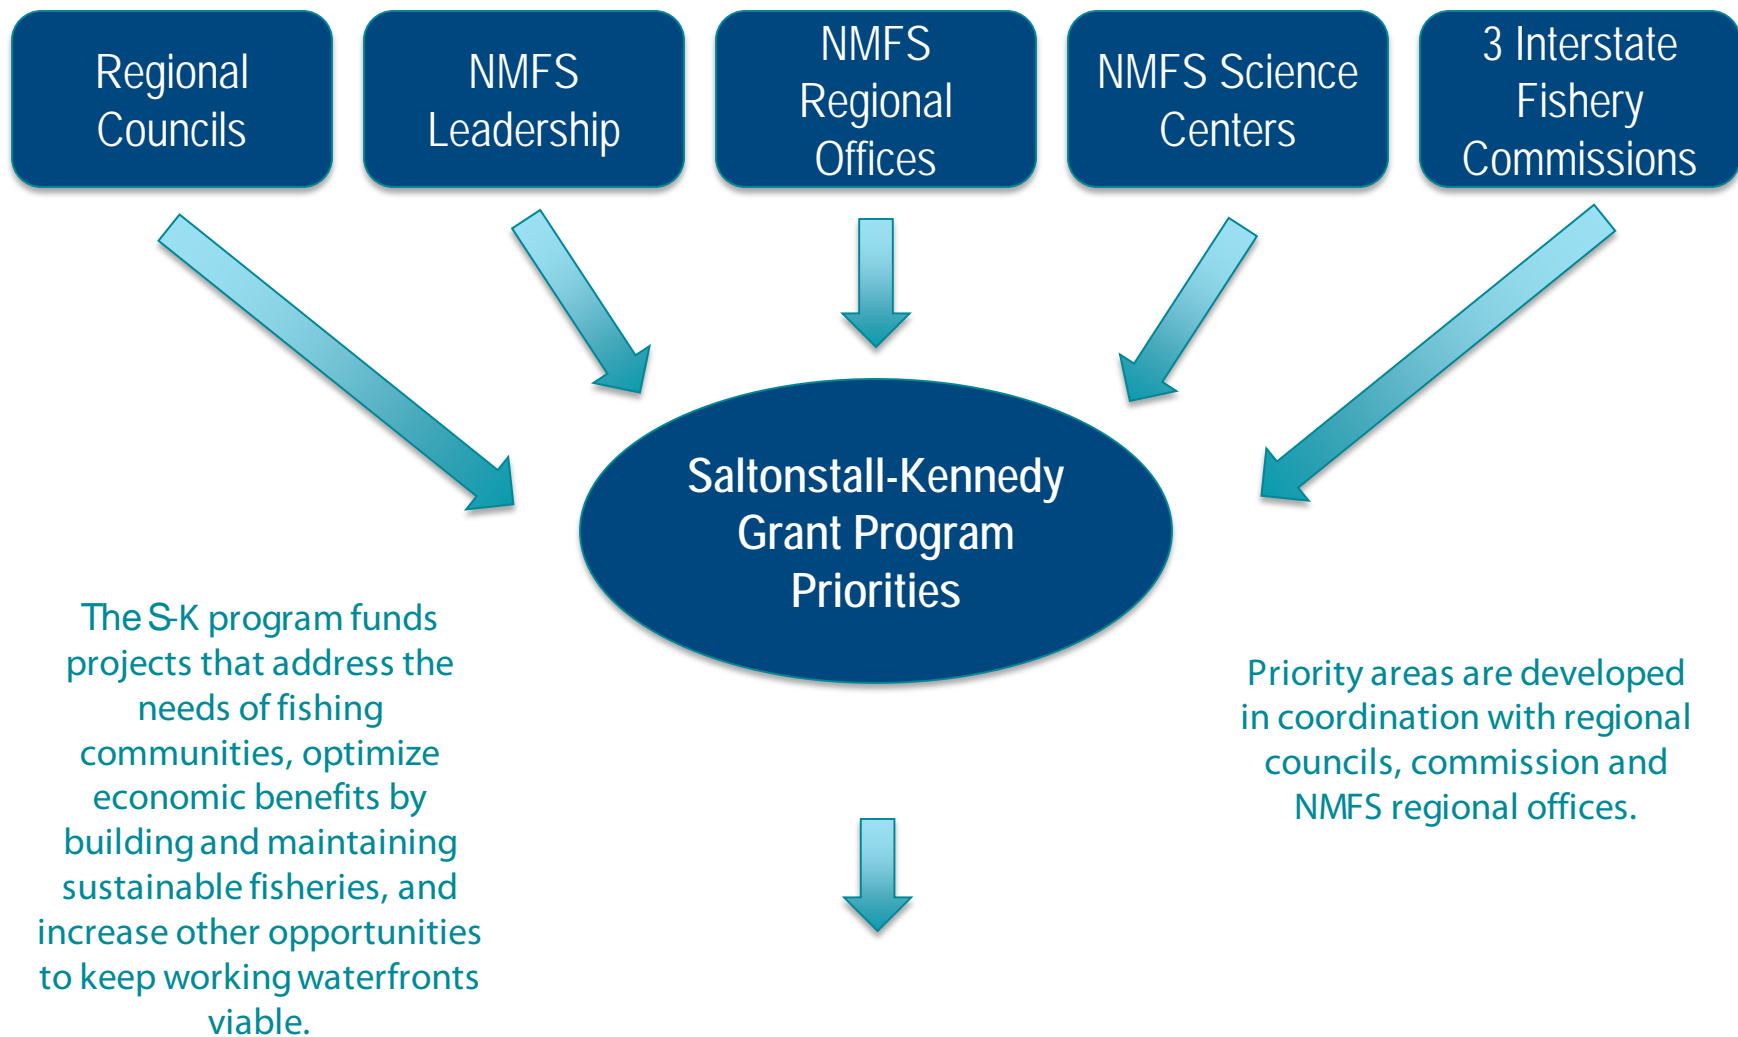 Regional
Councils
NMFS
Leadership
NMFS
Regional
Offices
NMFS Science
Centers
3 Interstate
Fishery
Commissions
Saltonstall-Kennedy
Grant Program
Priorities
The S-K program funds
projects that address the
needs of fishing
communities, optimize
economic benefits by
building and maintaining
sustainable fisheries, and
increase other opportunities
to keep working waterfronts
viable.
Priority areas are developed
in coordination with regional
councils, commission and
NMFS regional offices.